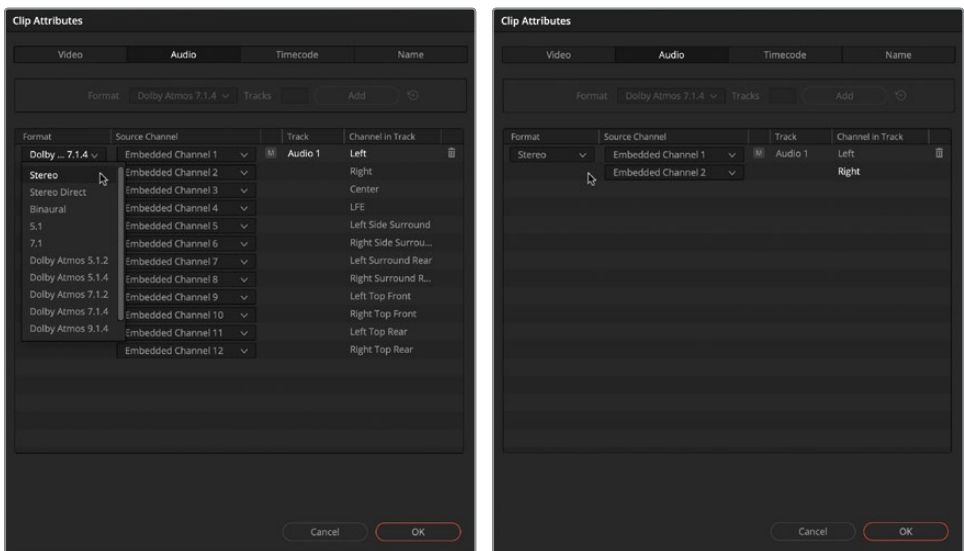 Clip Attributes
Video Audio Timecode Name
Format Dolby Atmos 7.1.4 Tracks Add
Format Source Channel Track Channel in Track
Dolby ... 7.1.4 Embedded Channel 1 M Audio 1 Left
Stereo Embedded Channel 2 Right
Stereo Direct Embedded Channel 3 Center
Binaural Embedded Channel 4 LFE
5.1 Embedded Channel 5 Left Side Surround
7.1 Embedded Channel 6 Right Side Surrou...
Dolby Atmos 5.1.2 Embedded Channel 7 Left Surround Rear
Dolby Atmos 5.1.4 Embedded Channel 8 Right Surround R...
Dolby Atmos 7.1.2 Embedded Channel 9 Left Top Front
Dolby Atmos 7.1.4 Embedded Channel 10 Right Top Front
Dolby Atmos 9.1.4 Embedded Channel 11 Left Top Rear
Embedded Channel 12 Right Top Rear
Cancel OK
Clip Attributes
Video Audio Timecode Name
Format Dolby Atmos 7.1.4 Tracks Add
Format Source Channel Track Channel in Track
Stereo Embedded Channel 1 M Audio 1 Left
Embedded Channel 2 Right
Cancel OK